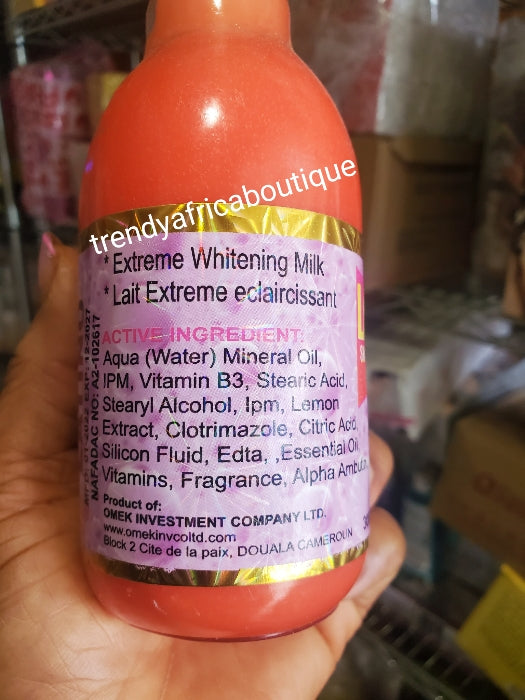 trendyafricaboutique
* Extreme Whitening Milk
* Lait Extreme eclaircissant
ACTIVE INGREDIENT:
Aqua (Water) Mineral Oil,
IPM, Vitamin B3, Stearic Acid,
Stearyl Alcohol, Ipm, Lemon
Extract, Clotrimazole, Citric Acid
Silicon Fluid, Edta, ,Essential Oil
Vitamins, Fragrance, Alpha
Product of:
OMEK INVESTMENT COMPANY LTD.
www.omekinvcoltd.com
Block 2 Cite de la paix, DOUALA CAMEROUN
NAFADAC NO: A2-102617